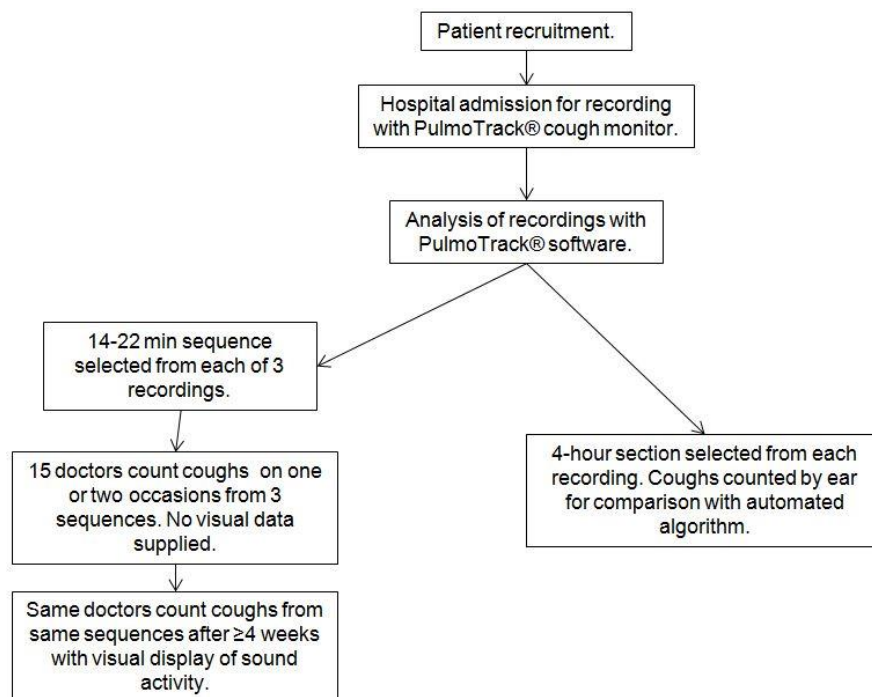 Patient recruitment.
Hospital admission for recording
with PulmoTrack® cough monitor.
Analysis of recordings with
PulmoTrack® software.
14-22 min sequence
selected from each of 3
recordings.
15 doctors count coughs on one
or two occasions from 3
sequences. No visual data
supplied.
Same doctors count coughs from
same sequences after ≥4 weeks
with visual display of sound
activity.
4-hour section selected from each
recording. Coughs counted by ear
for comparison with automated
algorithm.